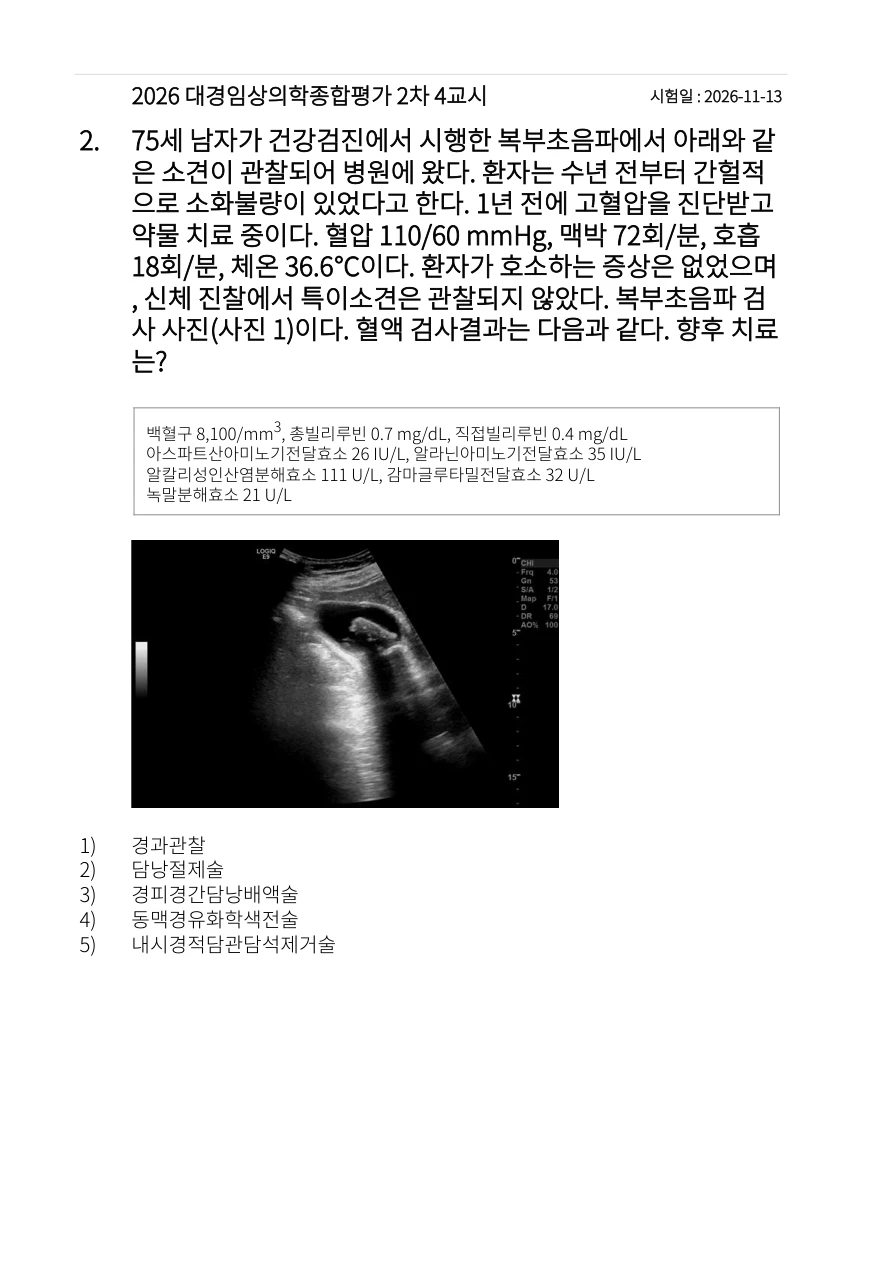 2026 대경임상의학종합평가 2차 4교시
시험일 : 2026-11-13
2. 75세 남자가 건강검진에서 시행한 복부초음파에서 아래와 같
은 소견이 관찰되어 병원에 왔다. 환자는 수년 전부터 간헐적
으로 소화불량이 있었다고 한다. 1년 전에 고혈압을 진단받고
약물 치료 중이다. 혈압 110/60 mmHg, 맥박 72회/분, 호흡
18회/분, 체온 36.6℃이다. 환자가 호소하는 증상은 없었으며
, 신체 진찰에서 특이소견은 관찰되지 않았다. 복부초음파 검
사 사진(사진 1)이다. 혈액 검사결과는 다음과 같다. 향후 치료
는?
백혈구 8,100/mm³, 총빌리루빈 0.7 mg/dL, 직접빌리루빈 0.4 mg/dL
아스파트산아미노기전달효소 26 IU/L, 알라닌아미노기전달효소 35 IU/L
알칼리성인산염분해효소 111 U/L, 감마글루타밀전달효소 32 U/L
녹말분해효소 21 U/L
LOGIQ
E9
0
CHI
Frq 4.0
Gn 53
S/A 1/2
Map F/1
D 17.0
DR 69
AO% 100
5
10
15
1) 경과관찰
2) 담낭절제술
3) 경피경간담낭배액술
4) 동맥경유화학색전술
5) 내시경적담관담석제거술